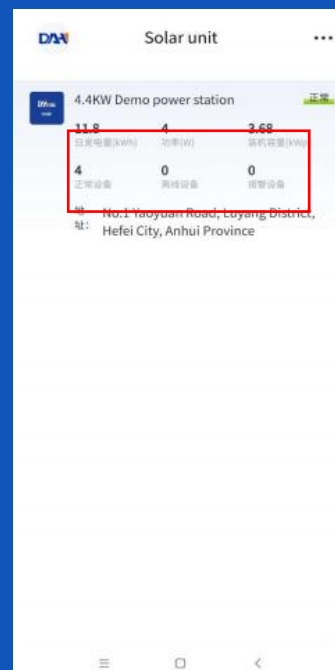 DAH
Solar unit
4.4KW Demo power station
正常
11.8 4 3.68
日发电量(kWh) 功率(W) 装机容量(kWp)
4 0 0
正常设备 离线设备 报警设备
地址: No.1 Yaoyuan Road, Luyang District,
Hefei City, Anhui Province